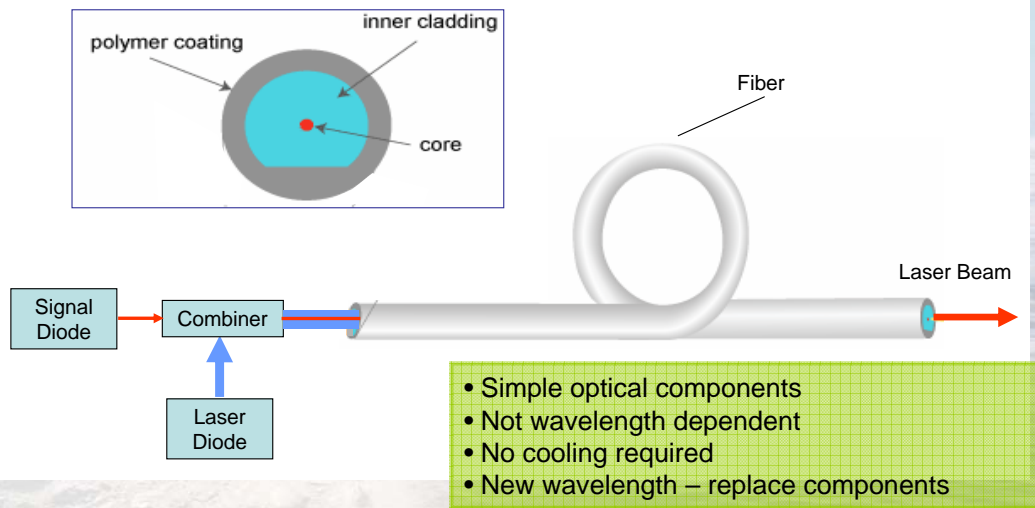 inner cladding
polymer coating
core
Fiber
Laser Beam
Signal
Diode
Combiner
Laser
Diode
• Simple optical components
• Not wavelength dependent
• No cooling required
• New wavelength – replace components